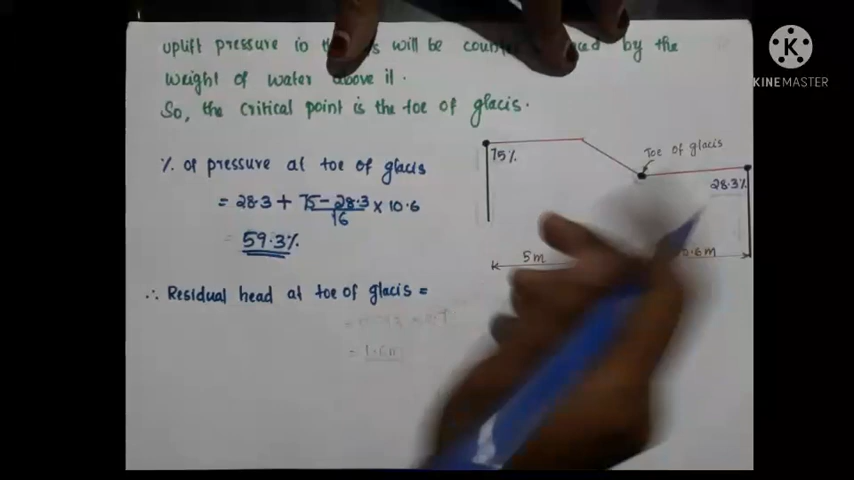 uplift pressure in will be by the
weight of water above it.
So, the critical point is the toe of glacis.
% of pressure at toe of glacis
= 28.3 + 75-28.3/16 × 10.6
= 59.3%
∴ Residual head at toe of glacis =
75%
Toe of glacis
28.3%
5m
K
KINEMASTER